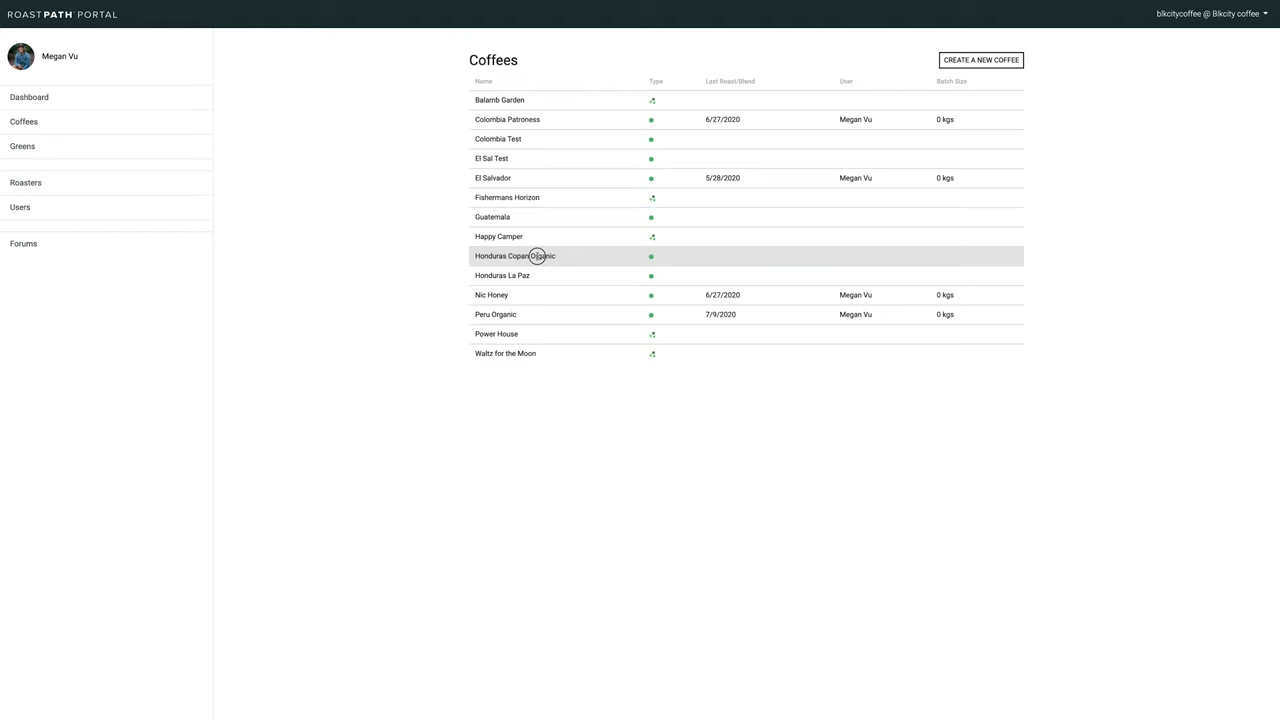 ROASTPATH PORTAL
blkcitycoffee @ Blkcity coffee
Megan Vu
Dashboard
Coffees
Greens
Roasters
Users
Forums
Coffees
CREATE A NEW COFFEE
Name Type Last Roast/Blend User Batch Size
Balamb Garden
Colombia Patroness 6/27/2020 Megan Vu 0 kgs
Colombia Test
El Sal Test
El Salvador 5/28/2020 Megan Vu 0 kgs
Fishermans Horizon
Guatemala
Happy Camper
Honduras Copan Organic
Honduras La Paz
Nic Honey 6/27/2020 Megan Vu 0 kgs
Peru Organic 7/9/2020 Megan Vu 0 kgs
Power House
Waltz for the Moon